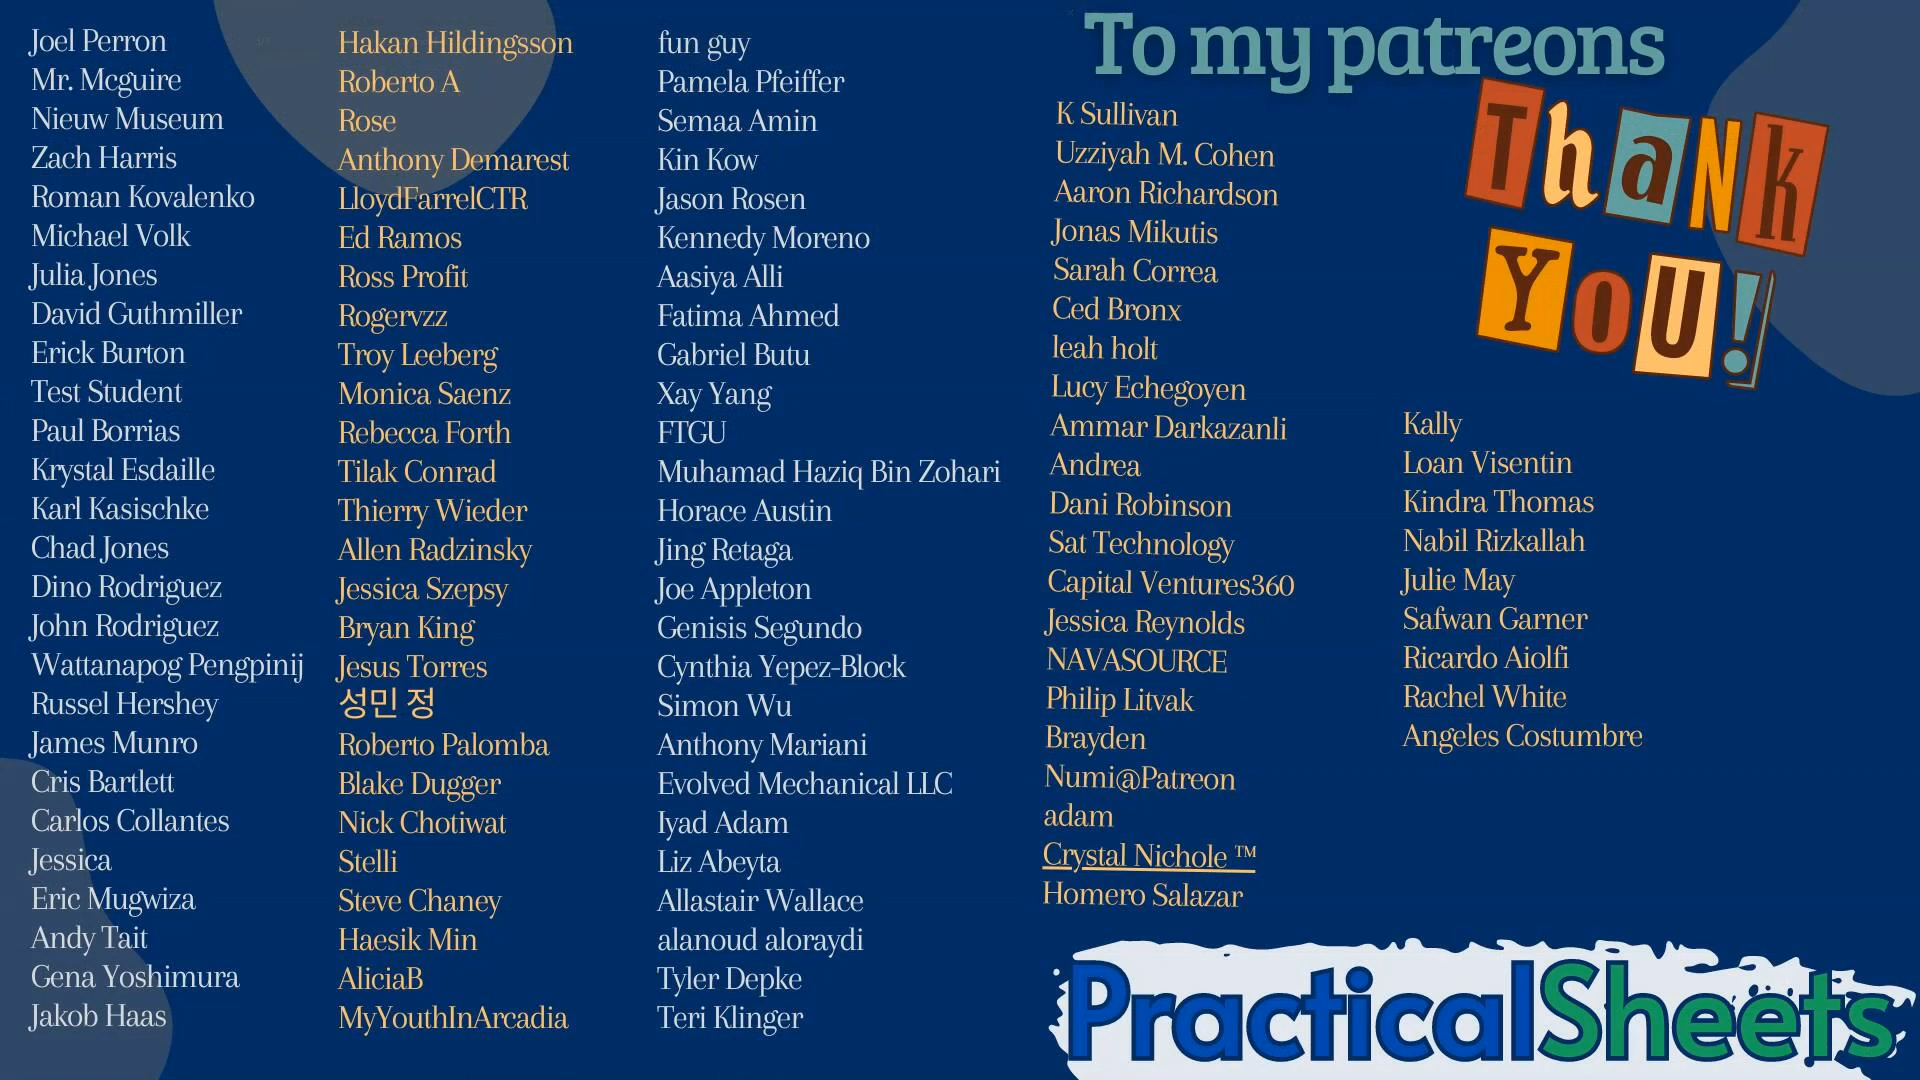 Joel Perron
Mr. Mcguire
Nieuw Museum
Zach Harris
Roman Kovalenko
Michael Volk
Julia Jones
David Guthmiller
Erick Burton
Test Student
Paul Borrias
Krystal Esdaille
Karl Kasischke
Chad Jones
Dino Rodriguez
John Rodriguez
Wattanapog Pengpinij
Russel Hershey
James Munro
Cris Bartlett
Carlos Collantes
Jessica
Eric Mugwiza
Andy Tait
Gena Yoshimura
Jakob Haas
Hakan Hildingsson
Roberto A
Rose
Anthony Demarest
LloydFarrelCTR
Ed Ramos
Ross Profit
Rogervzz
Troy Leeberg
Monica Saenz
Rebecca Forth
Tilak Conrad
Thierry Wieder
Allen Radzinsky
Jessica Szepsy
Bryan King
Jesus Torres
성민 정
Roberto Palomba
Blake Dugger
Nick Chotiwat
Stelli
Steve Chaney
Haesik Min
AliciaB
MyYouthInArcadia
fun guy
Pamela Pfeiffer
Semaa Amin
Kin Kow
Jason Rosen
Kennedy Moreno
Aasiya Alli
Fatima Ahmed
Gabriel Butu
Xay Yang
FTGU
Muhamad Haziq Bin Zohari
Horace Austin
Jing Retaga
Joe Appleton
Genisis Segundo
Cynthia Yepez-Block
Simon Wu
Anthony Mariani
Evolved Mechanical LLC
Iyad Adam
Liz Abeyta
Allastair Wallace
alanoud aloraydi
Tyler Depke
Teri Klinger
To my patreons
Thank
You!
K Sullivan
Uzziyah M. Cohen
Aaron Richardson
Jonas Mikutis
Sarah Correa
Ced Bronx
leah holt
Lucy Echegoyen
Ammar Darkazanli
Andrea
Dani Robinson
Sat Technology
Capital Ventures360
Jessica Reynolds
NAVASOURCE
Philip Litvak
Brayden
Numi@Patreon
adam
Crystal Nichole ™
Homero Salazar
Kally
Loan Visentin
Kindra Thomas
Nabil Rizkallah
Julie May
Safwan Garner
Ricardo Aiolfi
Rachel White
Angeles Costumbre
PracticalSheets